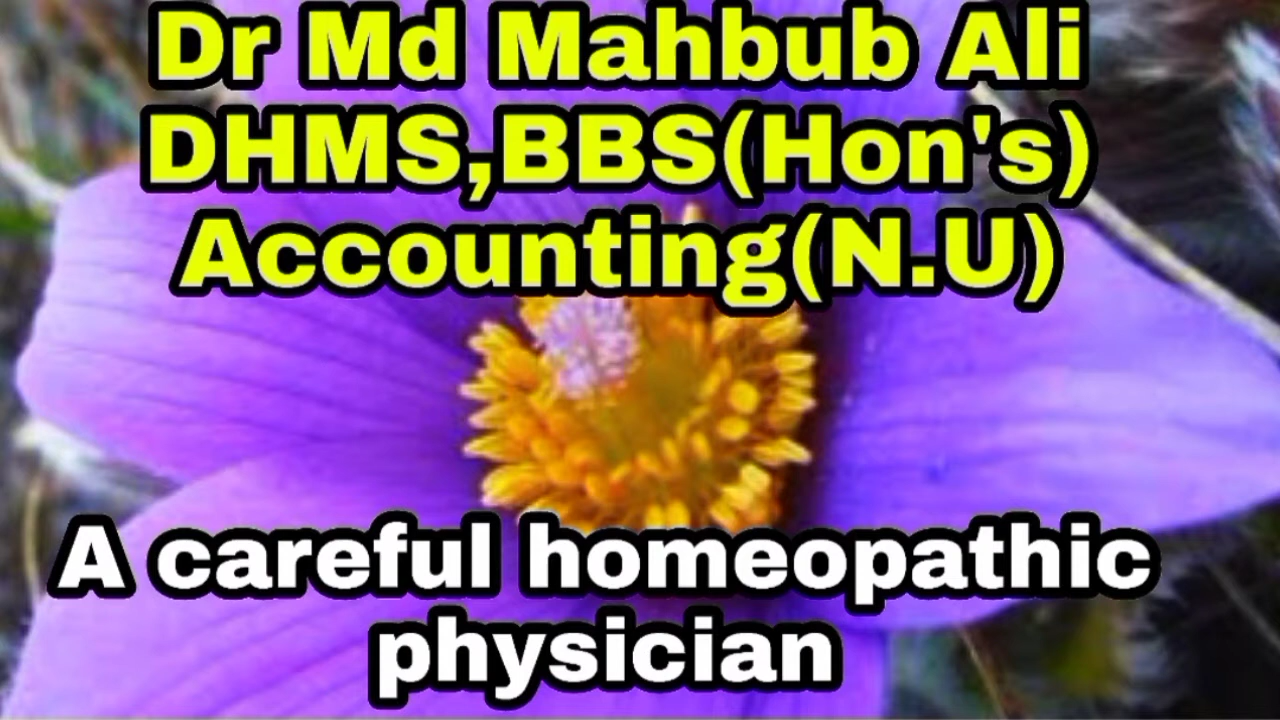 Dr Md Mahbub Ali
DHMS,BBS(Hon's)
Accounting(N.U)
A careful homeopathic
physician